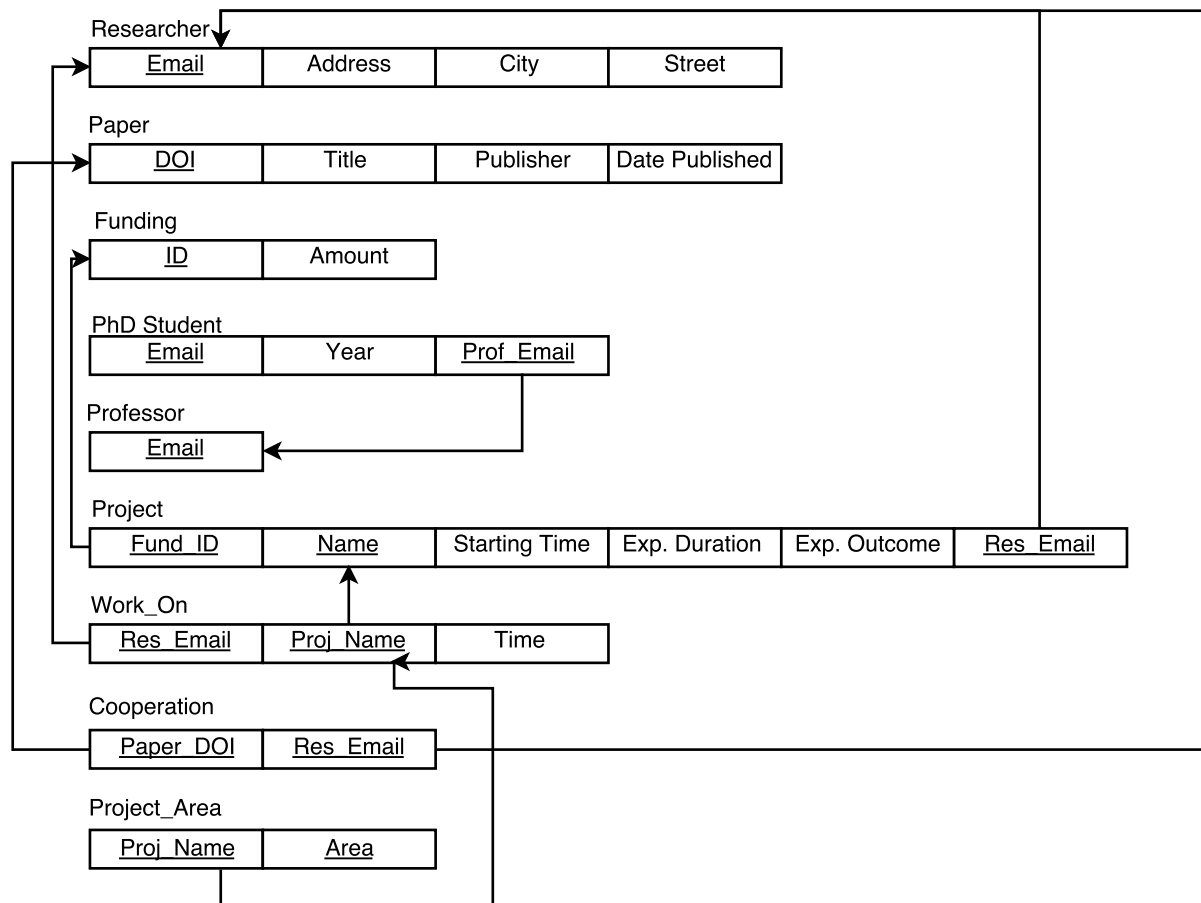 Researcher
Email Address City Street
Paper
DOI Title Publisher Date Published
Funding
ID Amount
PhD Student
Email Year Prof_Email
Professor
Email
Project
Fund_ID Name Starting Time Exp. Duration Exp. Outcome Res_Email
Work_On
Res_Email Proj_Name Time
Cooperation
Paper_DOI Res_Email
Project_Area
Proj_Name Area